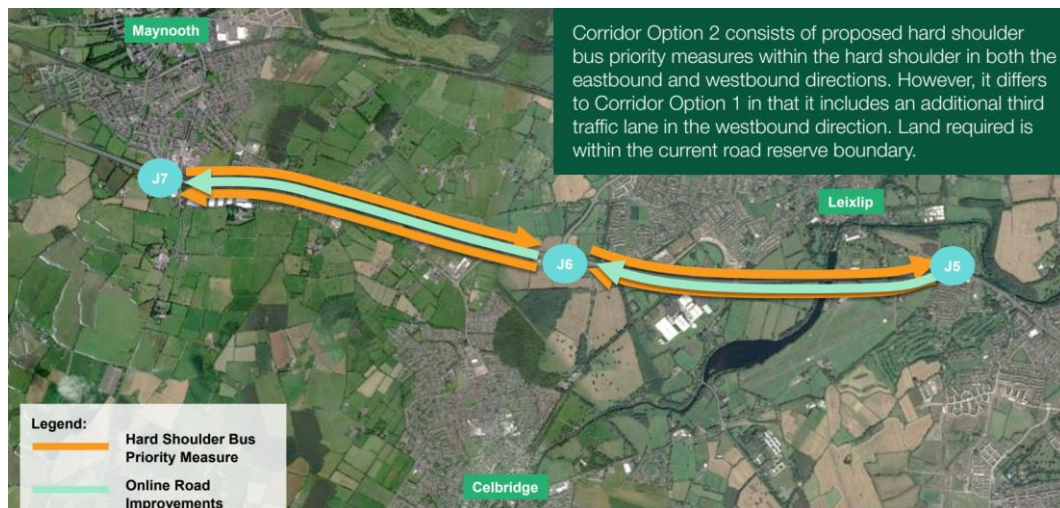 Maynooth
Corridor Option 2 consists of proposed hard shoulder
bus priority measures within the hard shoulder in both the
eastbound and westbound directions. However, it differs
to Corridor Option 1 in that it includes an additional third
traffic lane in the westbound direction. Land required is
within the current road reserve boundary.
J7
Leixlip
J6
J5
Legend:
Hard Shoulder Bus
Priority Measure
Online Road
Improvements
Celbridge